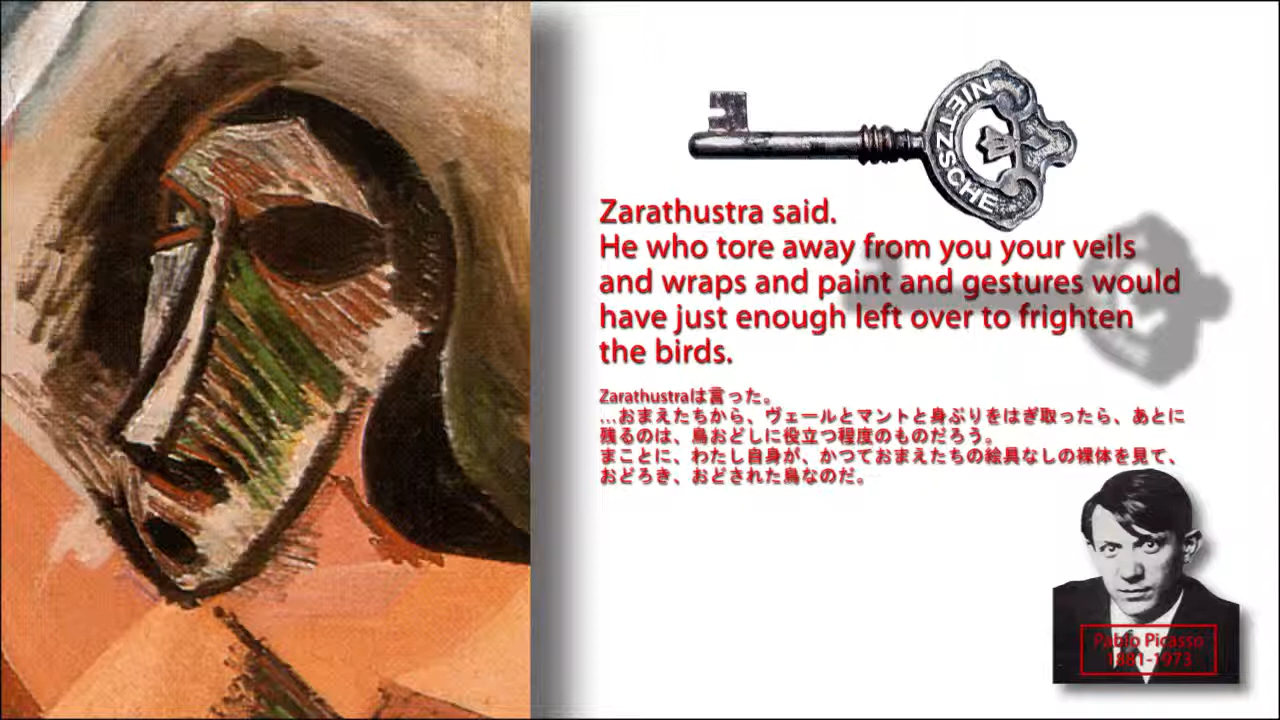 NIETZSCHE
Zarathustra said.
He who tore away from you your veils
and wraps and paint and gestures would
have just enough left over to frighten
the birds.
Zarathustraは言った。
…おまえたちから、ヴェールとマントと身ぶりをはぎ取ったら、あとに
残るのは、鳥おどしに役立つ程度のものだろう。
まことに、わたし自身が、かつておまえたちの絵具なしの裸体を見て、
おどろき、おどされた鳥なのだ。
Pablo Picasso
1881-1973